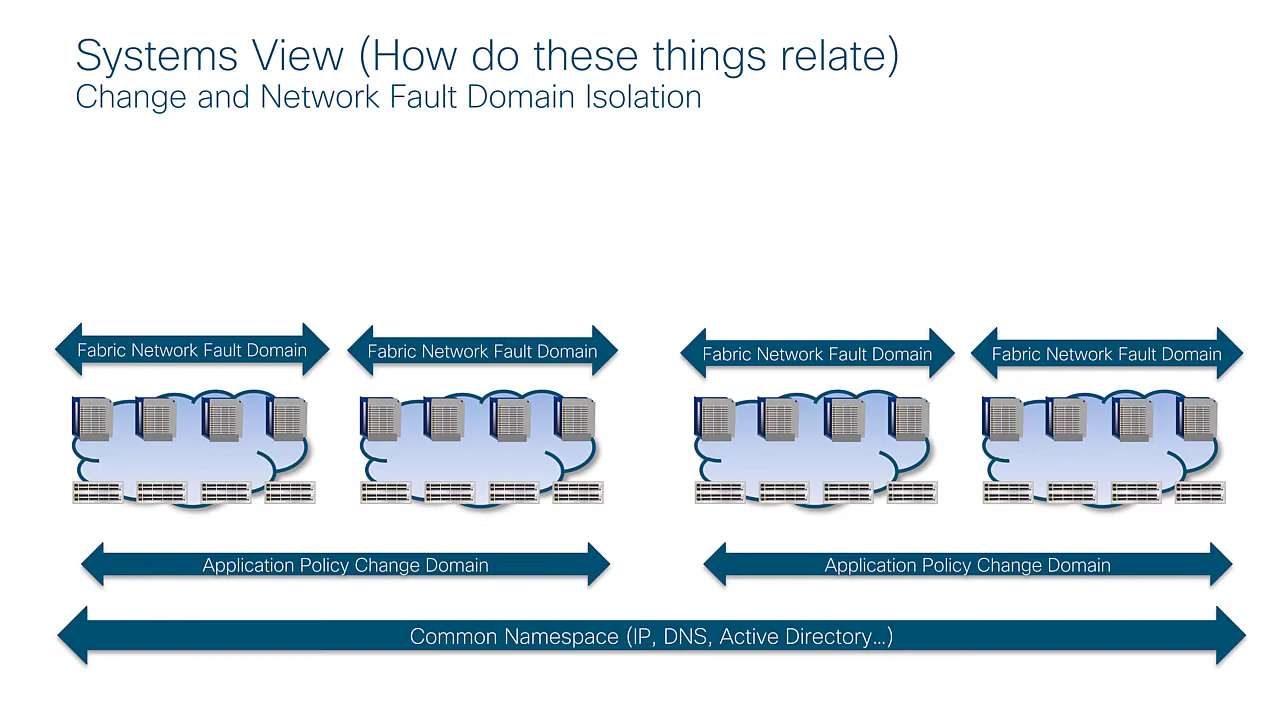 Systems View (How do these things relate)
Change and Network Fault Domain Isolation
Fabric Network Fault Domain
Fabric Network Fault Domain
Fabric Network Fault Domain
Fabric Network Fault Domain
Application Policy Change Domain
Application Policy Change Domain
Common Namespace (IP, DNS, Active Directory…)